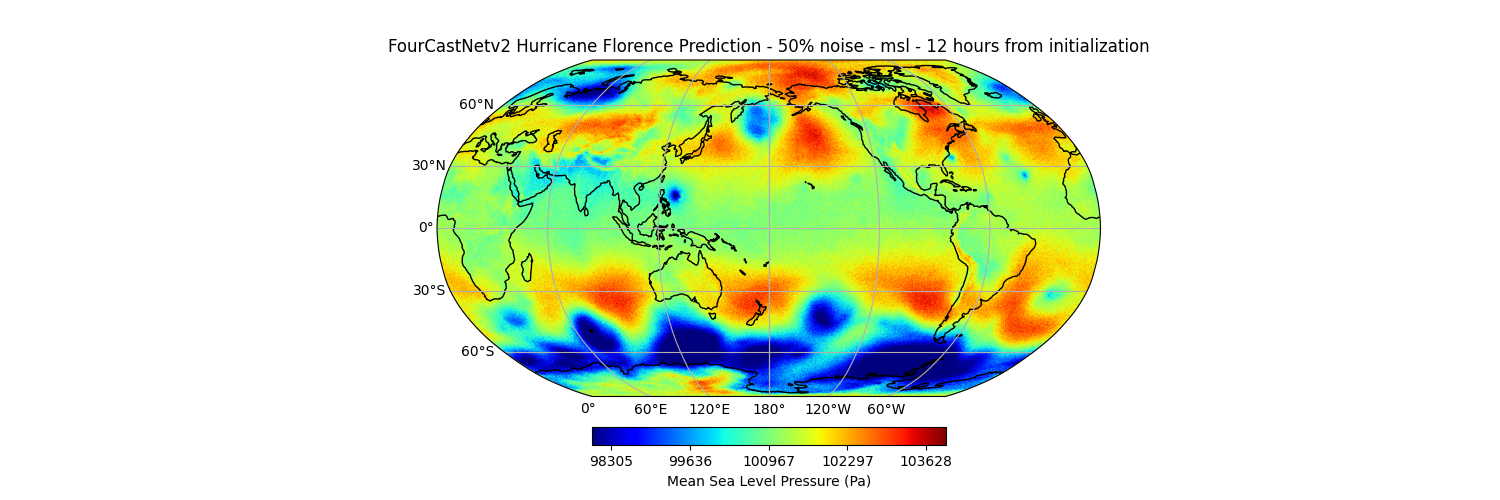 FourCastNetv2 Hurricane Florence Prediction - 50% noise - msl - 12 hours from initialization
60°N
30°N
0°
30°S
60°S
0° 60°E 120°E 180° 120°W 60°W
98305 99636 100967 102297 103628
Mean Sea Level Pressure (Pa)